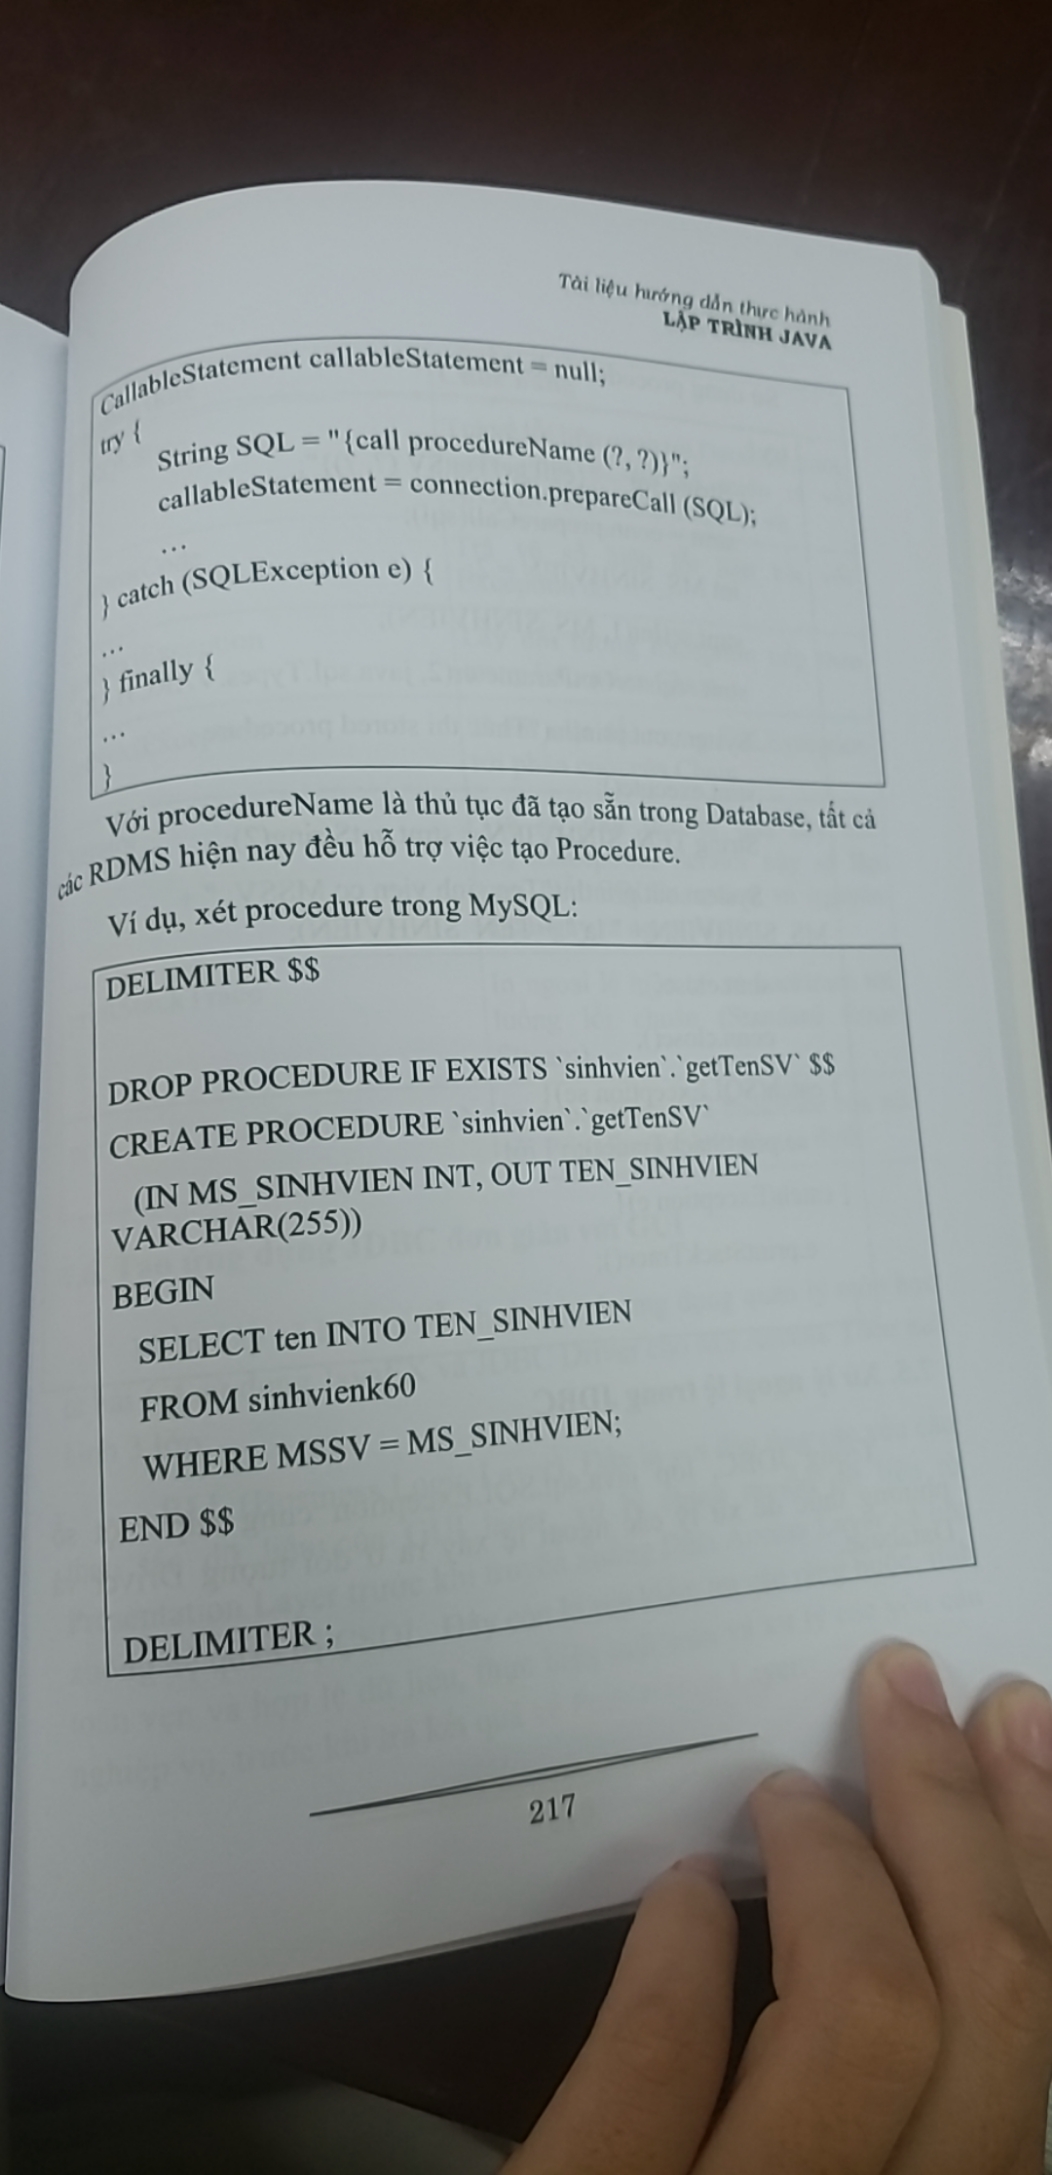 Tài liệu hướng dẫn thực hành
LẬP TRÌNH JAVA
CallableStatement callableStatement = null;
try {
String SQL = "{call procedureName (?, ?)}";
callableStatement = connection.prepareCall (SQL);
...
} catch (SQLException e) {
...
} finally {
...
}
Với procedureName là thủ tục đã tạo sẵn trong Database, tất cả
các RDMS hiện nay đều hỗ trợ việc tạo Procedure.
Ví dụ, xét procedure trong MySQL:
DELIMITER $$
DROP PROCEDURE IF EXISTS `sinhvien`.`getTenSV` $$
CREATE PROCEDURE `sinhvien`.`getTenSV`
(IN MS_SINHVIEN INT, OUT TEN_SINHVIEN
VARCHAR(255))
BEGIN
SELECT ten INTO TEN_SINHVIEN
FROM sinhvienk60
WHERE MSSV = MS_SINHVIEN;
END $$
DELIMITER ;
217